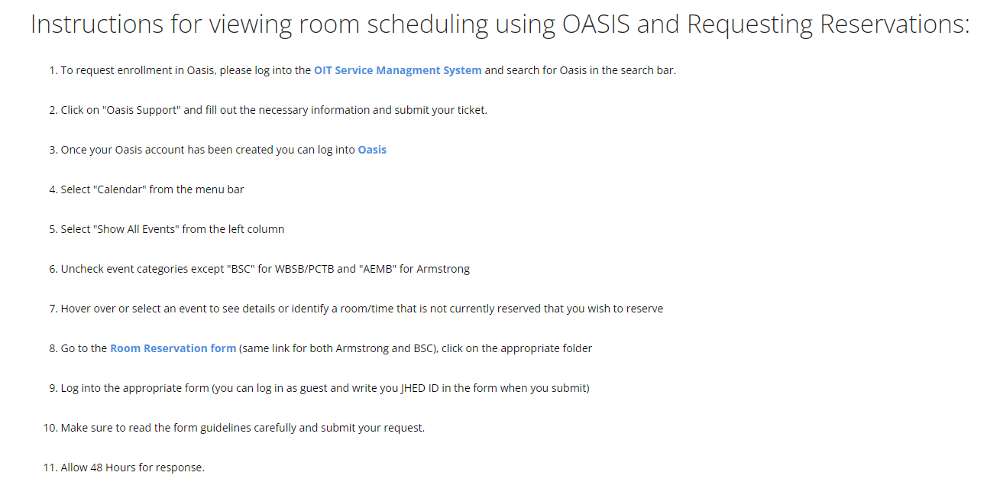 Instructions for viewing room scheduling using OASIS and Requesting Reservations:
1. To request enrollment in Oasis, please log into the OIT Service Managment System and search for Oasis in the search bar.
2. Click on "Oasis Support" and fill out the necessary information and submit your ticket.
3. Once your Oasis account has been created you can log into Oasis
4. Select "Calendar" from the menu bar
5. Select "Show All Events" from the left column
6. Uncheck event categories except "BSC" for WBSB/PCTB and "AEMB" for Armstrong
7. Hover over or select an event to see details or identify a room/time that is not currently reserved that you wish to reserve
8. Go to the Room Reservation form (same link for both Armstrong and BSC), click on the appropriate folder
9. Log into the appropriate form (you can log in as guest and write you JHED ID in the form when you submit)
10. Make sure to read the form guidelines carefully and submit your request.
11. Allow 48 Hours for response.